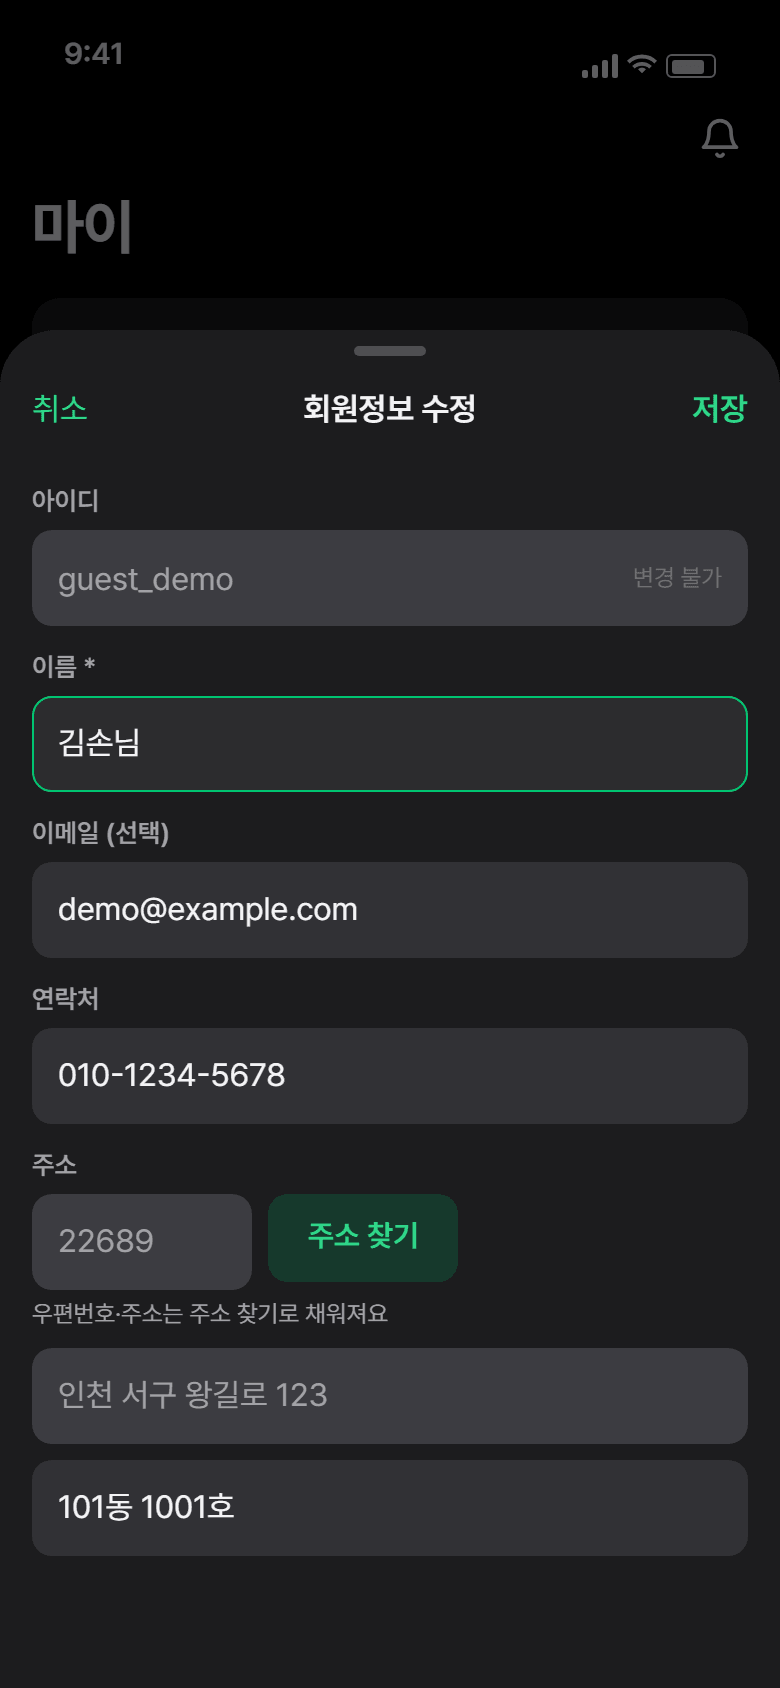 9:41
마이
취소 회원정보 수정 저장
아이디
guest_demo 변경 불가
이름 *
김손님
이메일 (선택)
demo@example.com
연락처
010-1234-5678
주소
22689 주소 찾기
우편번호·주소는 주소 찾기로 채워져요
인천 서구 왕길로 123
101동 1001호